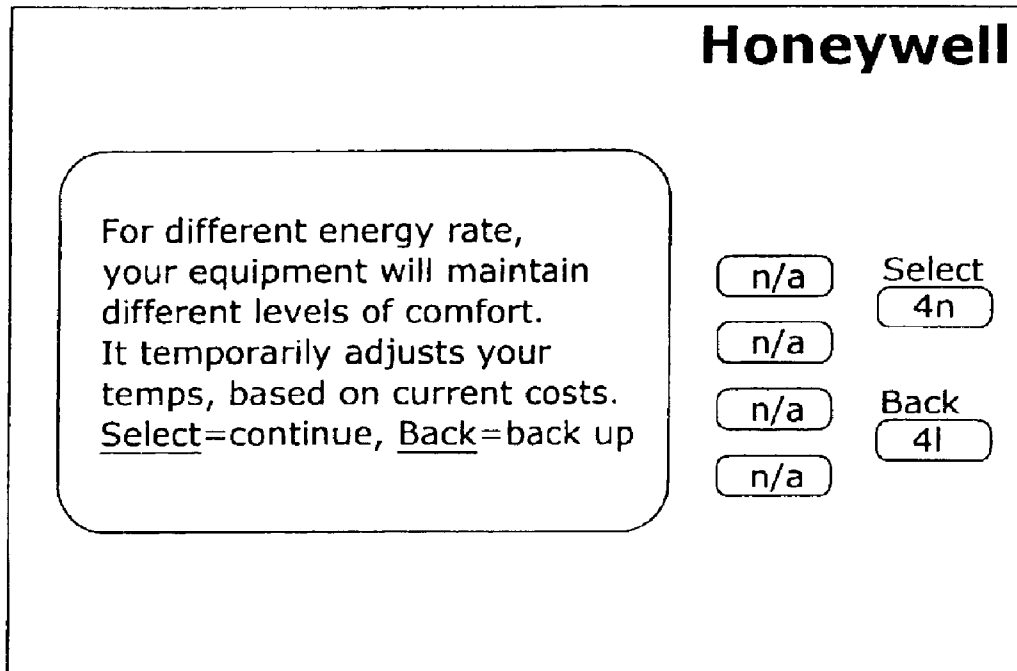 Honeywell
For different energy rate,
your equipment will maintain
different levels of comfort.
It temporarily adjusts your
temps, based on current costs.
Select=continue, Back=back up
n/a
n/a
n/a
n/a
Select
4n
Back
4l